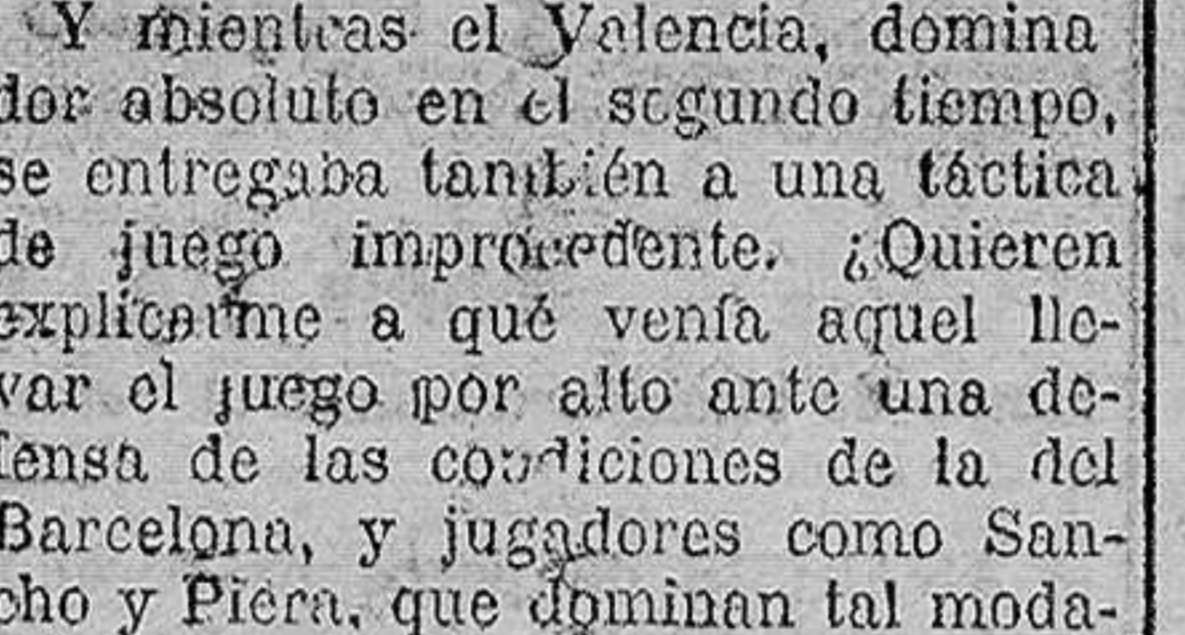 Y mientras el Valencia, domina
dor absoluto en el segundo tiempo,
se entregaba también a una táctica
de juego improcedente. ¿Quieren
explicarme a qué venía aquel lle-
var el juego por alto ante una de-
fensa de las condiciones de la del
Barcelona, y jugadores como San-
cho y Piera, que dominan tal moda-